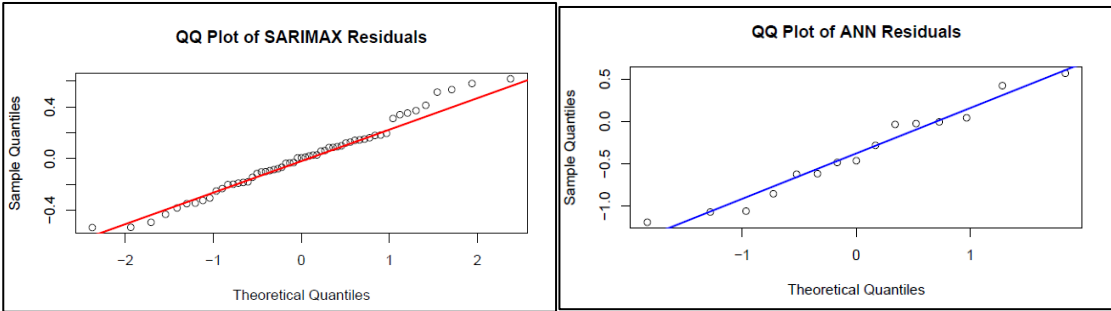 QQ Plot of SARIMAX Residuals
Sample Quantiles
0.4
0.0
−0.4
−2
−1
0
1
2
Theoretical Quantiles
QQ Plot of ANN Residuals
Sample Quantiles
0.5
0.0
−0.5
−1.0
−1
0
1
Theoretical Quantiles